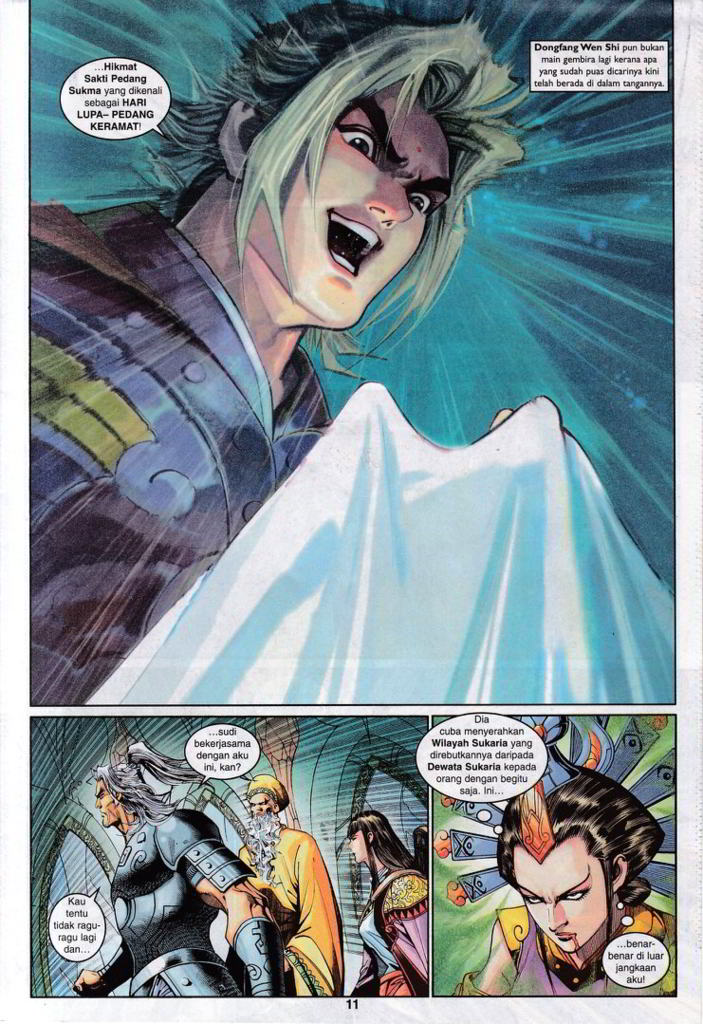 …Hikmat
Sakti Pedang
Sukma yang dikenali
sebagai HARI
LUPA– PEDANG
KERAMAT!
Dongfang Wen Shi pun bukan
main gembira lagi kerana apa
yang sudah puas dicarinya kini
telah berada di dalam tangannya.
Kau
tentu
tidak ragu-
ragu lagi
dan…
…sudi
bekerjasama
dengan aku
ini, kan?
Dia
cuba menyerahkan
Wilayah Sukaria yang
direbutkannya daripada
Dewata Sukaria kepada
orang dengan begitu
saja. Ini…
…benar-
benar di luar
jangkaan
aku!
11